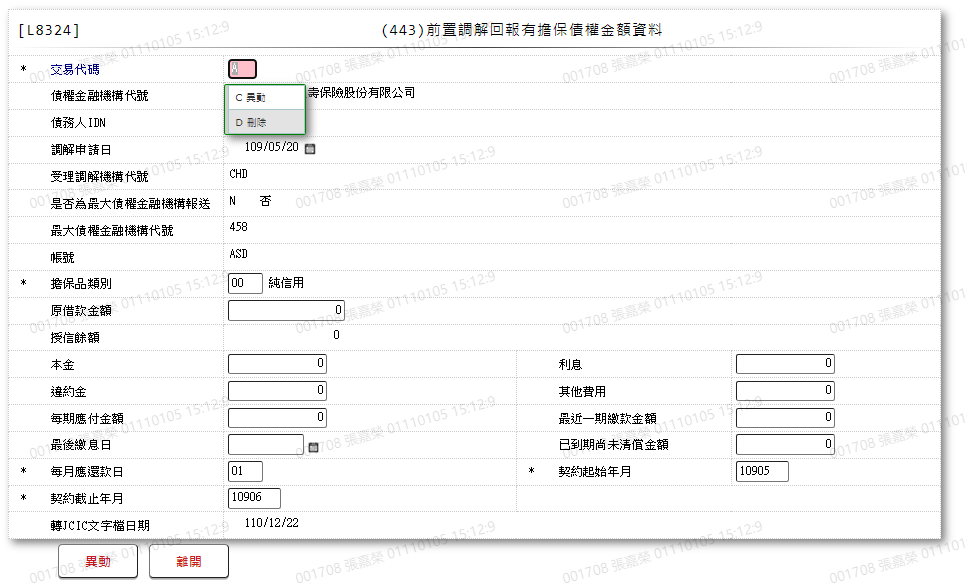 [L8324] (443)前置調解回報有擔保債權金額資料
* 交易代碼
債權金融機構代號 壽保險股份有限公司
C 異動
D 刪除
債務人IDN
調解申請日 109/05/20
受理調解機構代號 CHD
是否為最大債權金融機構報送 N 否
最大債權金融機構代號 458
帳號 ASD
* 擔保品類別 00 純信用
原借款金額 0
授信餘額 0
本金 0 利息 0
違約金 0 其他費用 0
每期應付金額 0 最近一期繳款金額 0
最後繳息日 已到期尚未清償金額 0
* 每月應還款日 01 * 契約起始年月 10905
* 契約截止年月 10906
轉JCIC文字檔日期 110/12/22
異動 離開
001708 張嘉榮 01110105 15:12:9